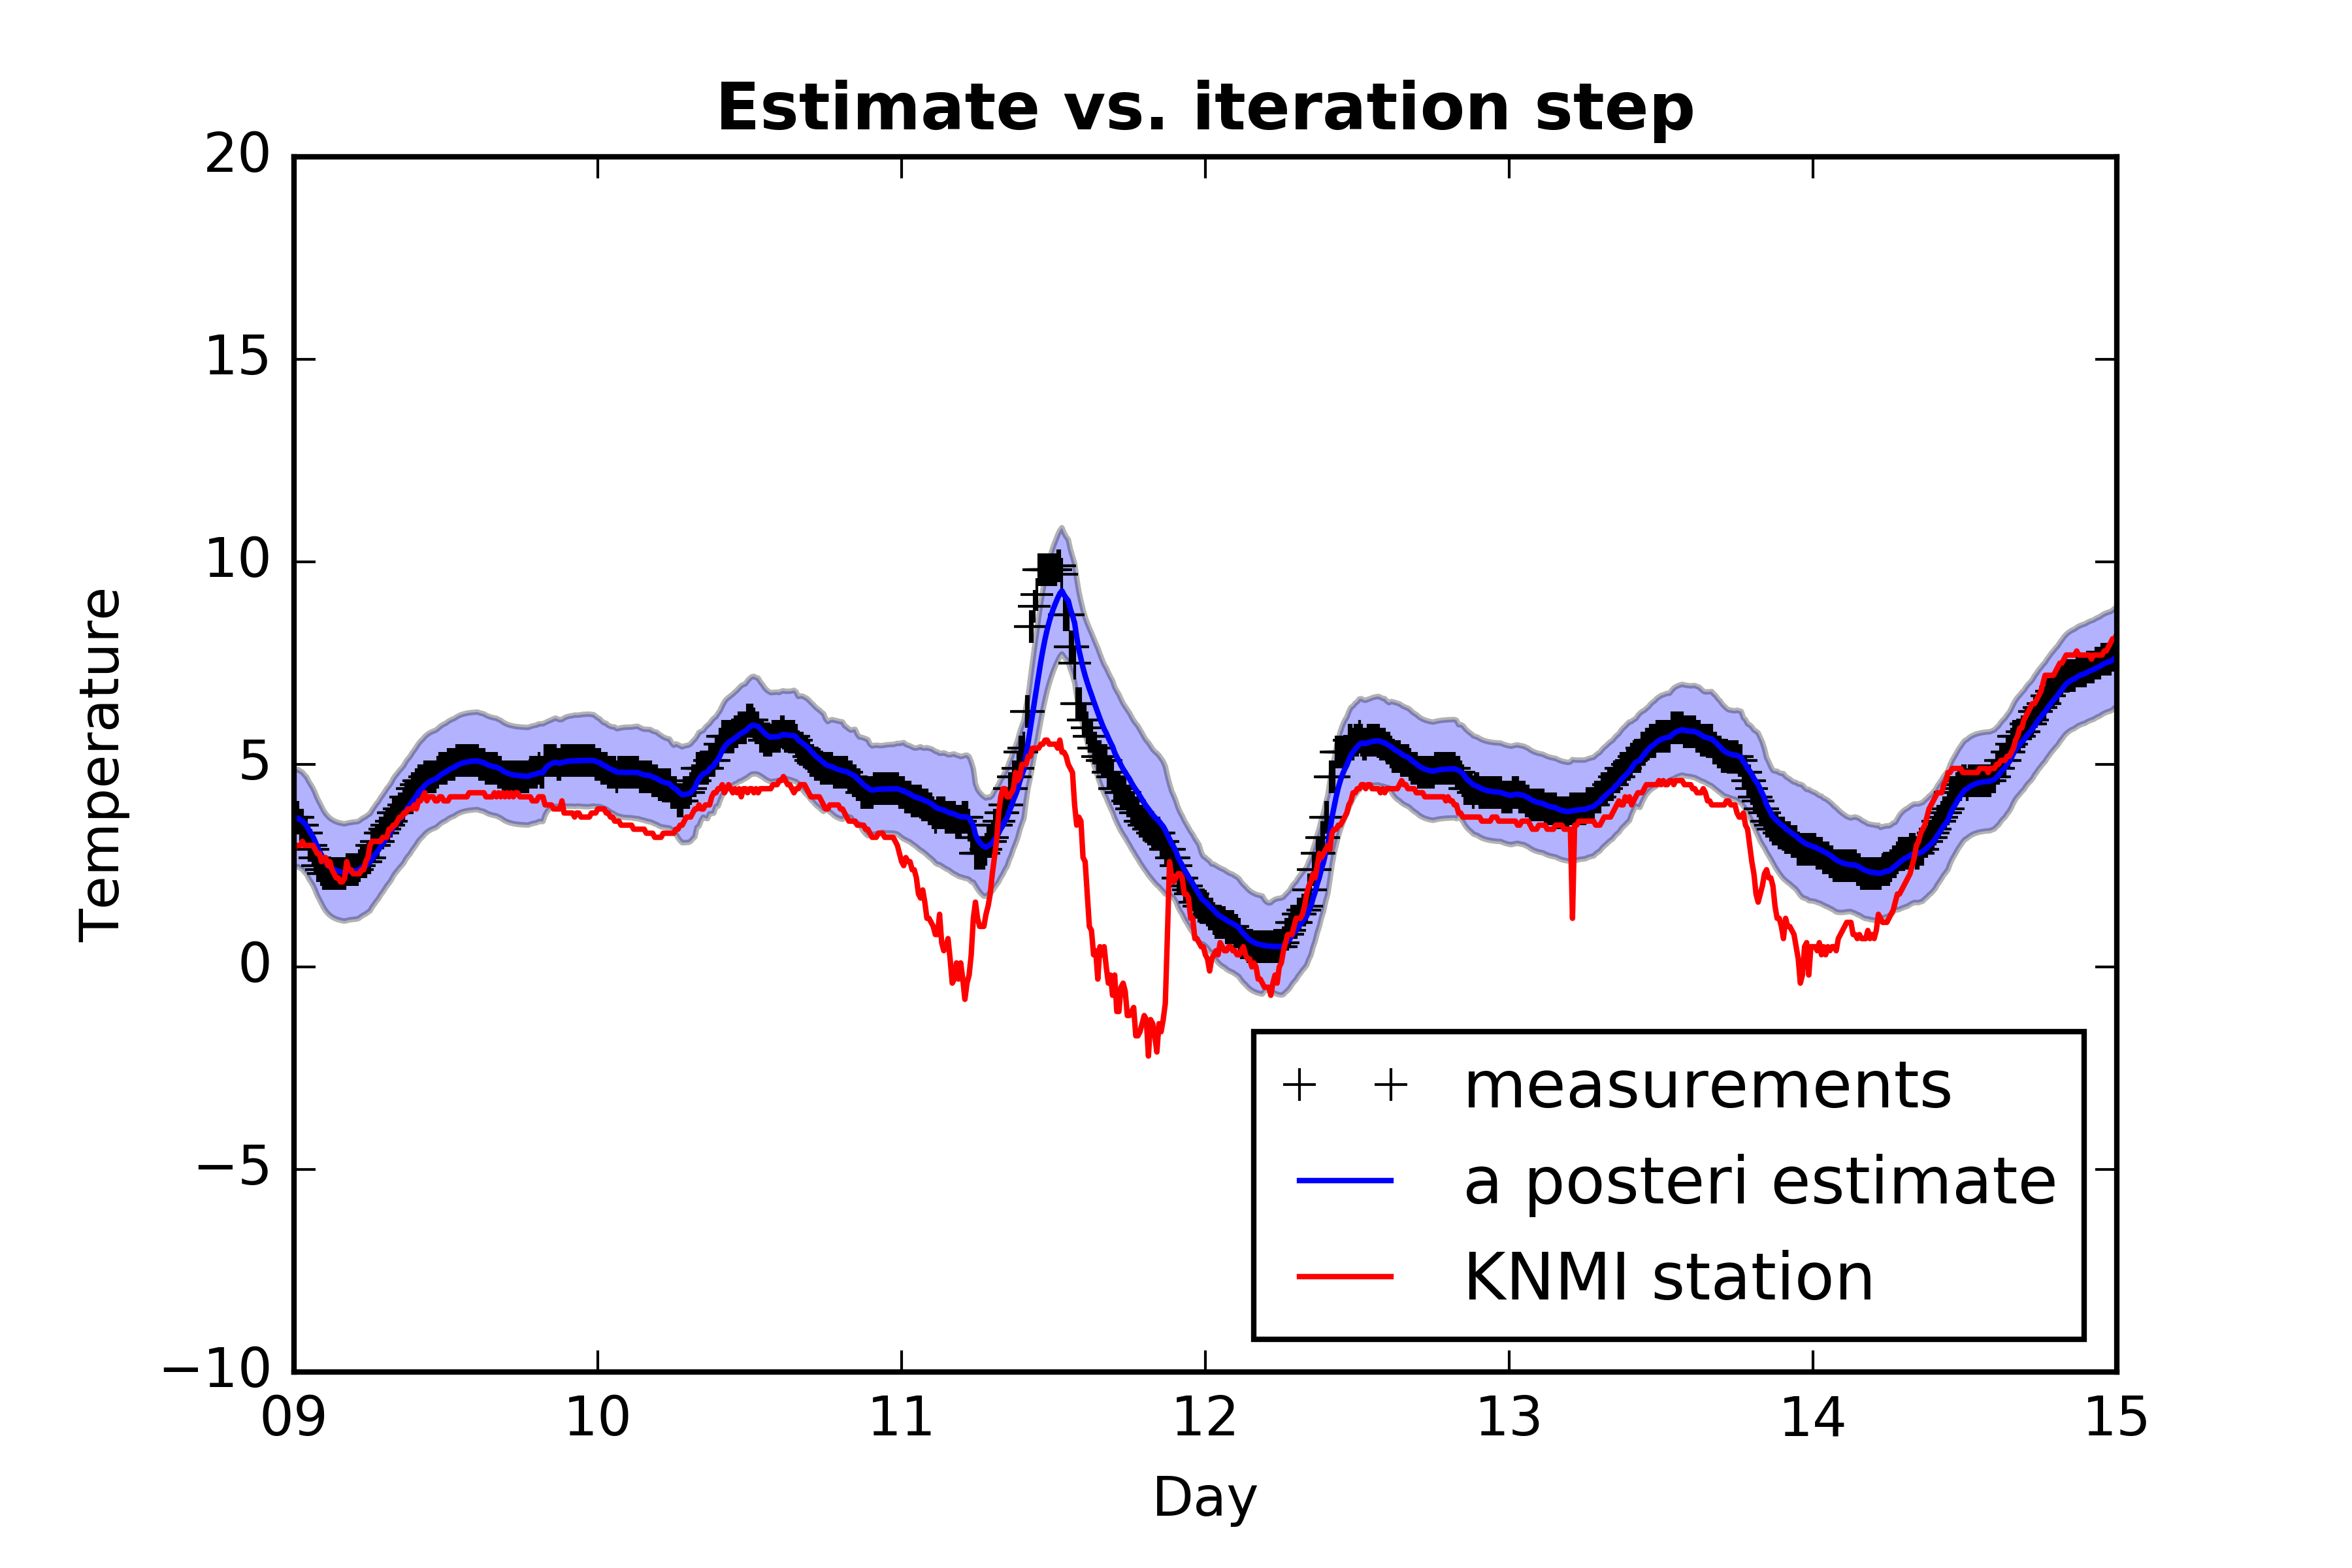 Estimate vs. iteration step
20
15
10
5
0
−5
−10
Temperature
measurements
a posteri estimate
KNMI station
09 10 11 12 13 14 15
Day